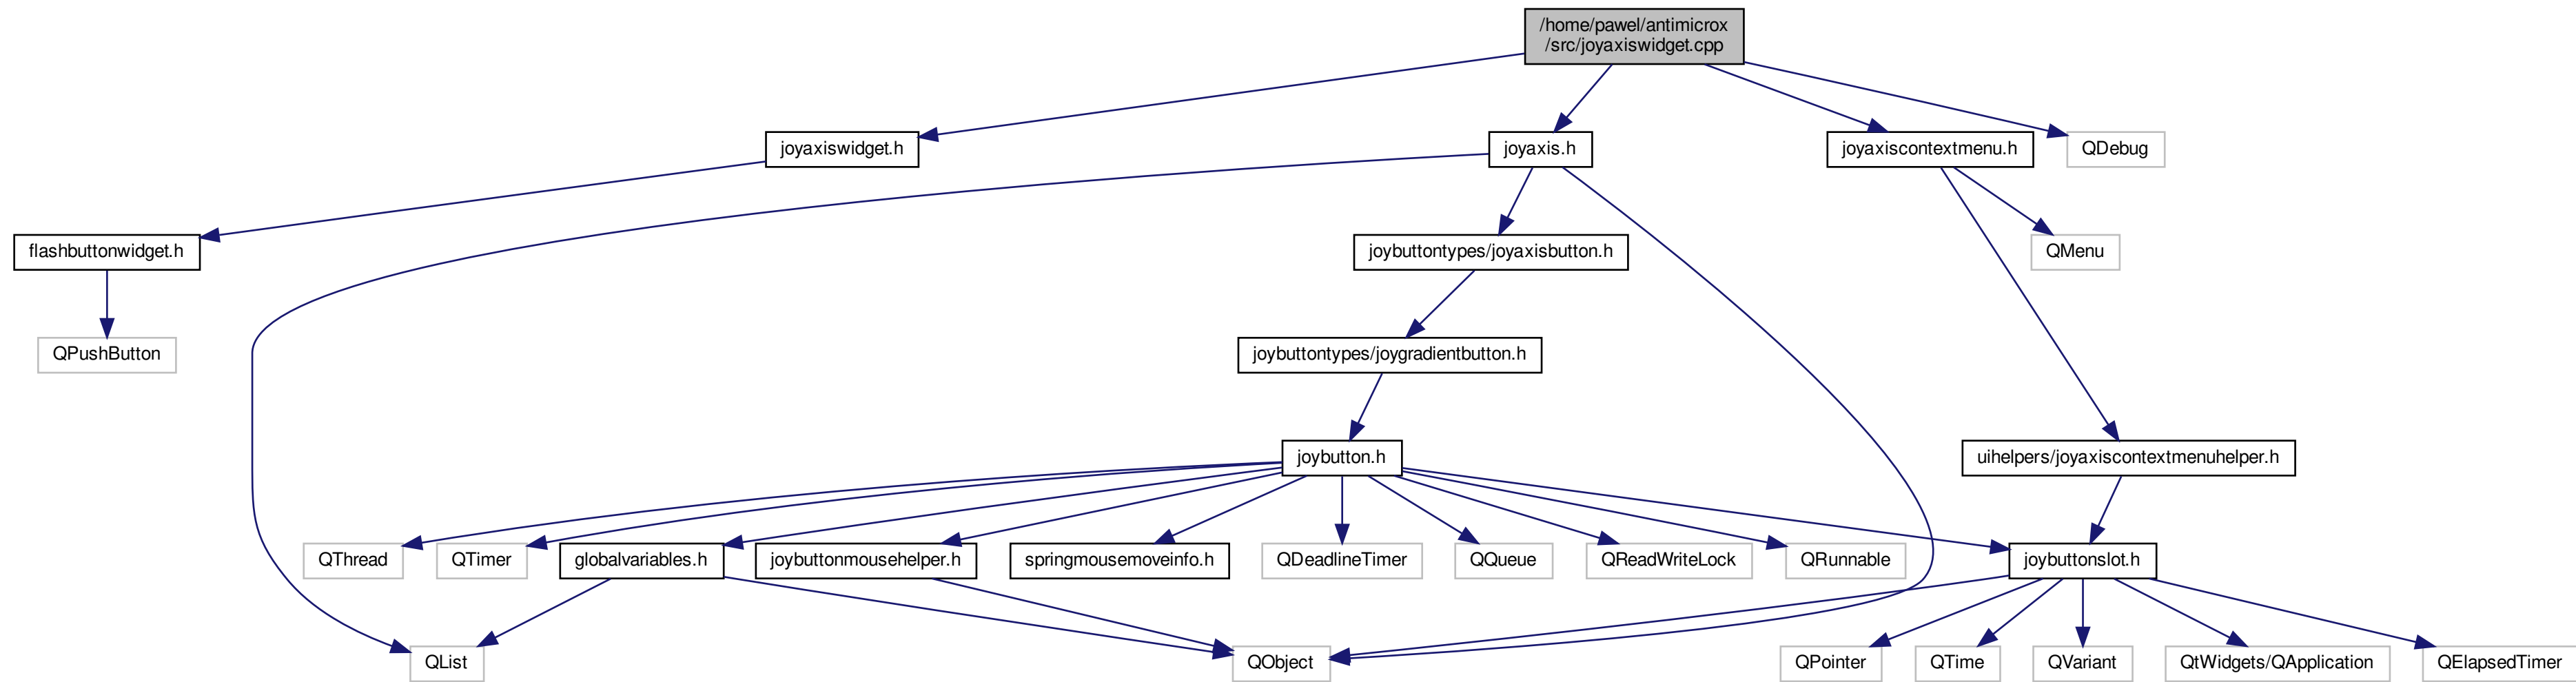 /home/pawel/antimicrox
/src/joyaxiswidget.cpp
joyaxiswidget.h
joyaxis.h
joyaxiscontextmenu.h
QDebug
flashbuttonwidget.h
joybuttontypes/joyaxisbutton.h
QMenu
QPushButton
joybuttontypes/joygradientbutton.h
joybutton.h
uihelpers/joyaxiscontextmenuhelper.h
QThread
QTimer
globalvariables.h
joybuttonmousehelper.h
springmousemoveinfo.h
QDeadlineTimer
QQueue
QReadWriteLock
QRunnable
joybuttonslot.h
QList
QObject
QPointer
QTime
QVariant
QtWidgets/QApplication
QElapsedTimer